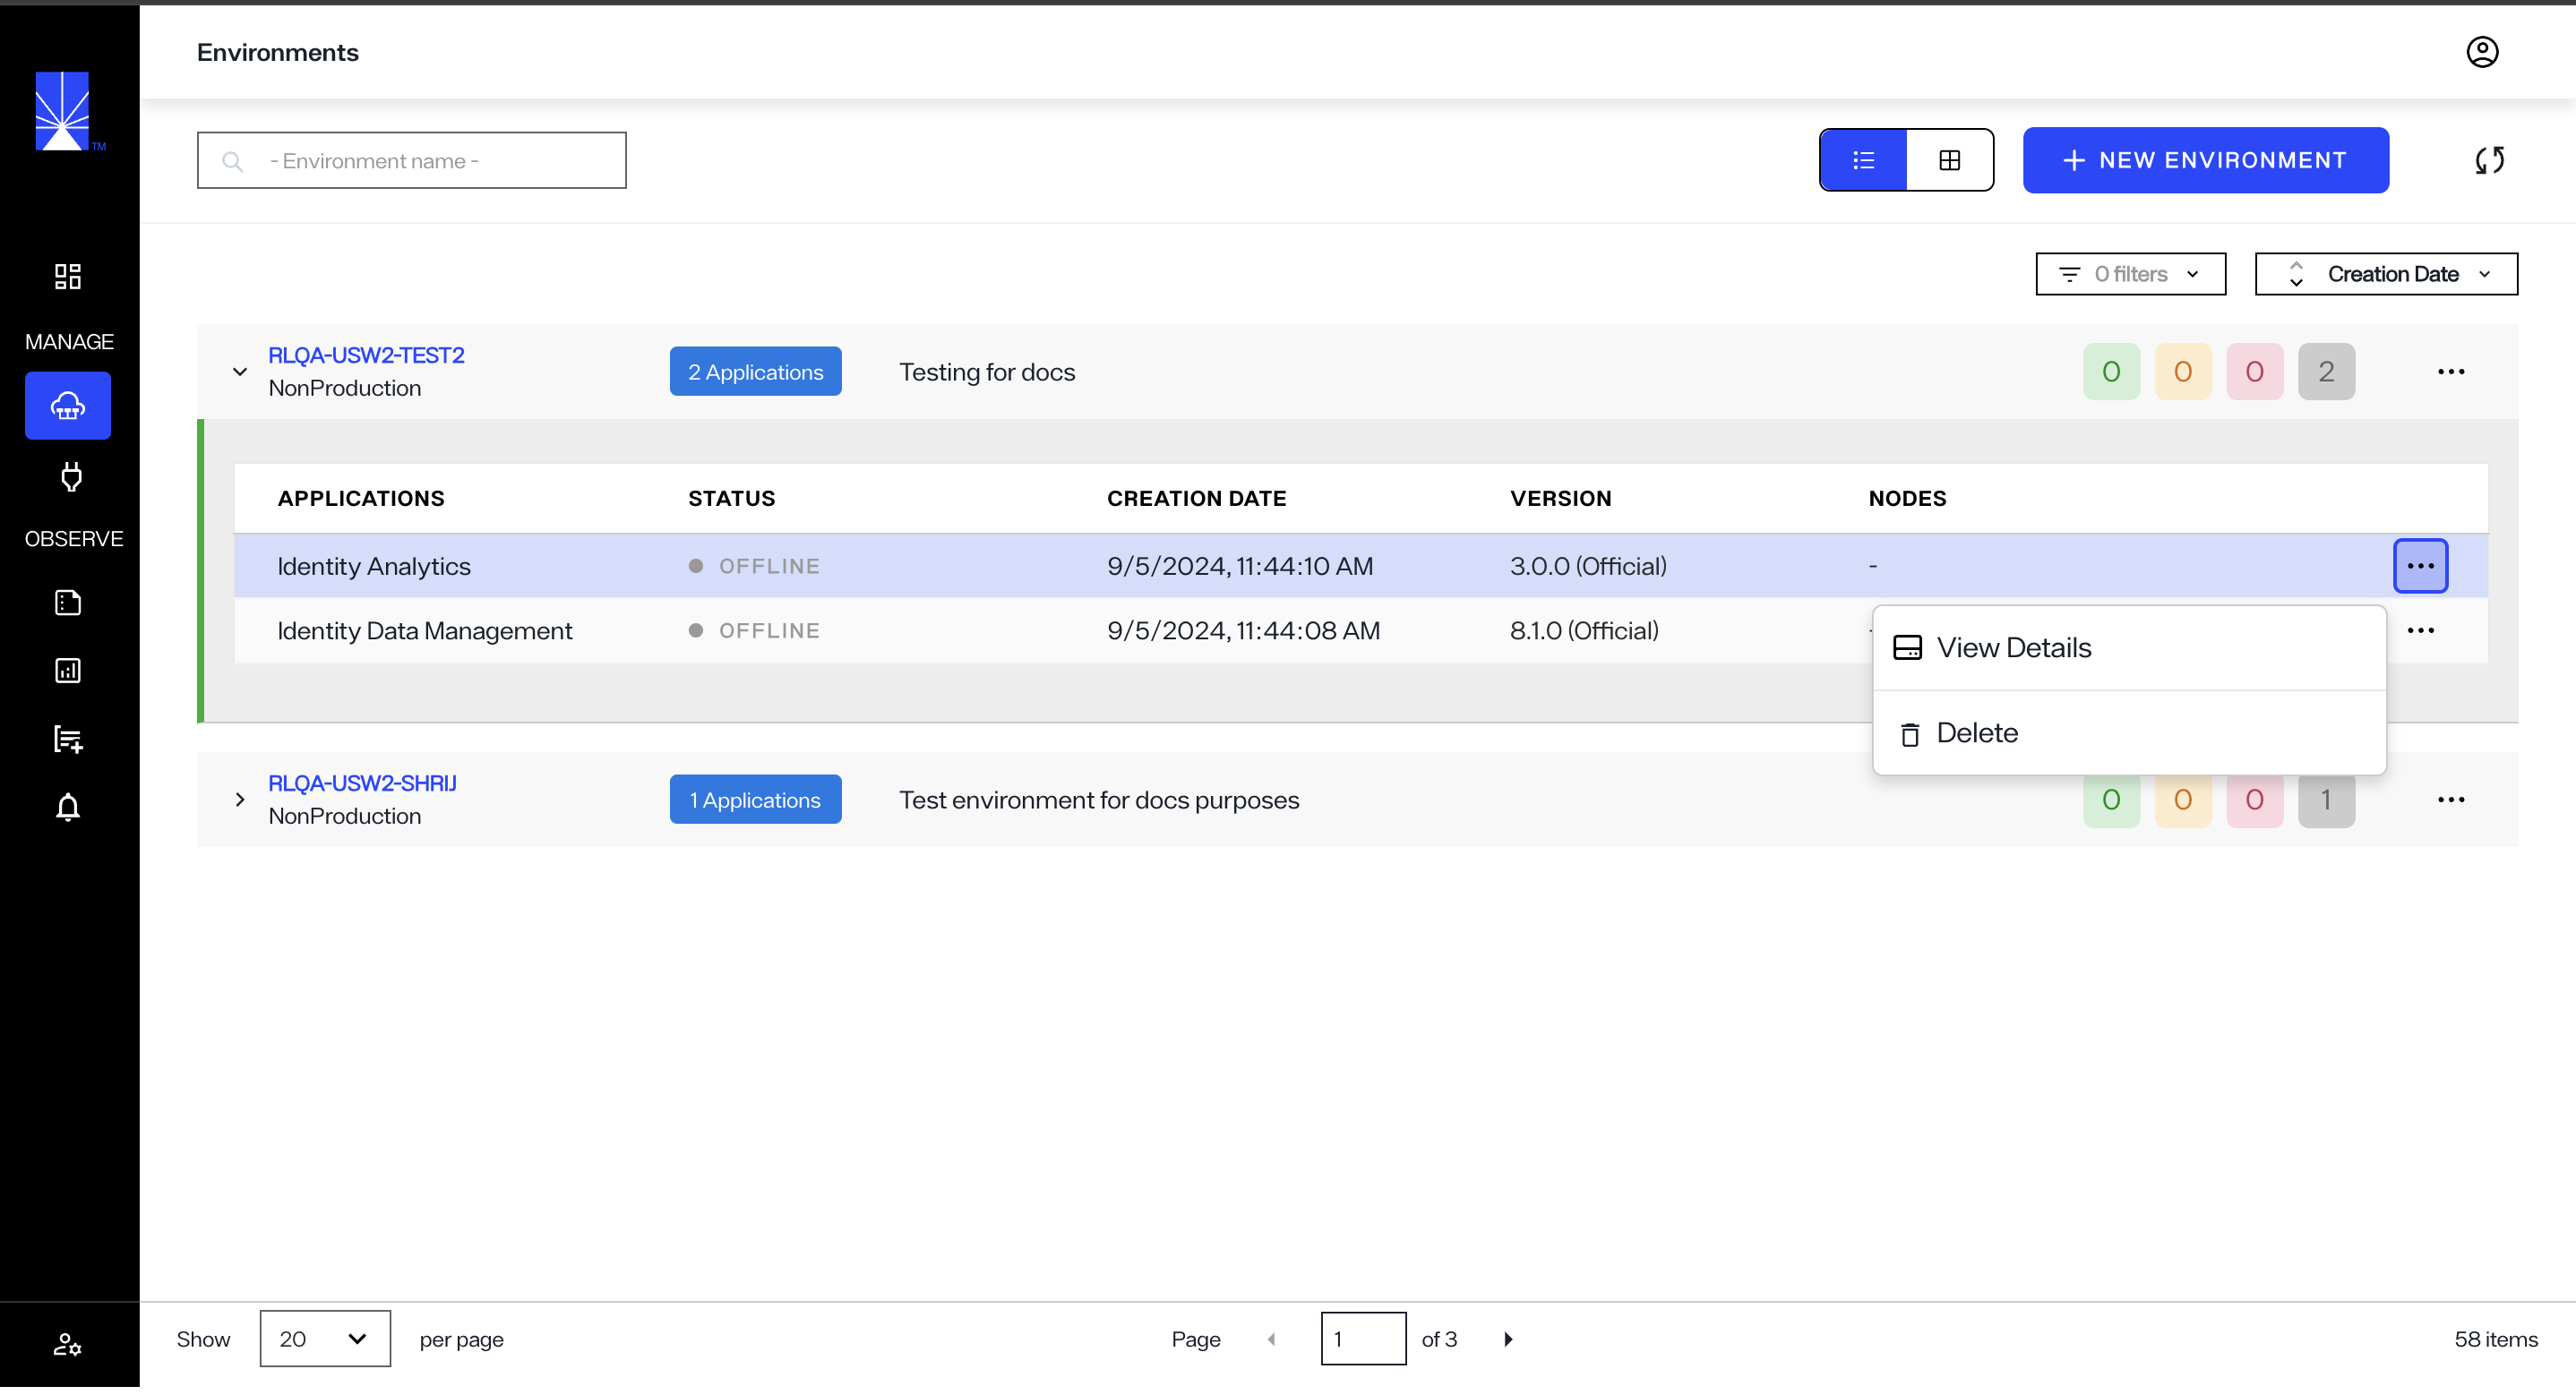 Environments
TM
- Environment name -
NEW ENVIRONMENT
0 filters
Creation Date
MANAGE
OBSERVE
RLQA-USW2-TEST2
NonProduction
2 Applications
Testing for docs
0 0 0 2
APPLICATIONS STATUS CREATION DATE VERSION NODES
Identity Analytics OFFLINE 9/5/2024, 11:44:10 AM 3.0.0 (Official) -
Identity Data Management OFFLINE 9/5/2024, 11:44:08 AM 8.1.0 (Official)
View Details
Delete
RLQA-USW2-SHRIJ
NonProduction
1 Applications
Test environment for docs purposes
0 0 0 1
Show 20 per page Page 1 of 3 58 items